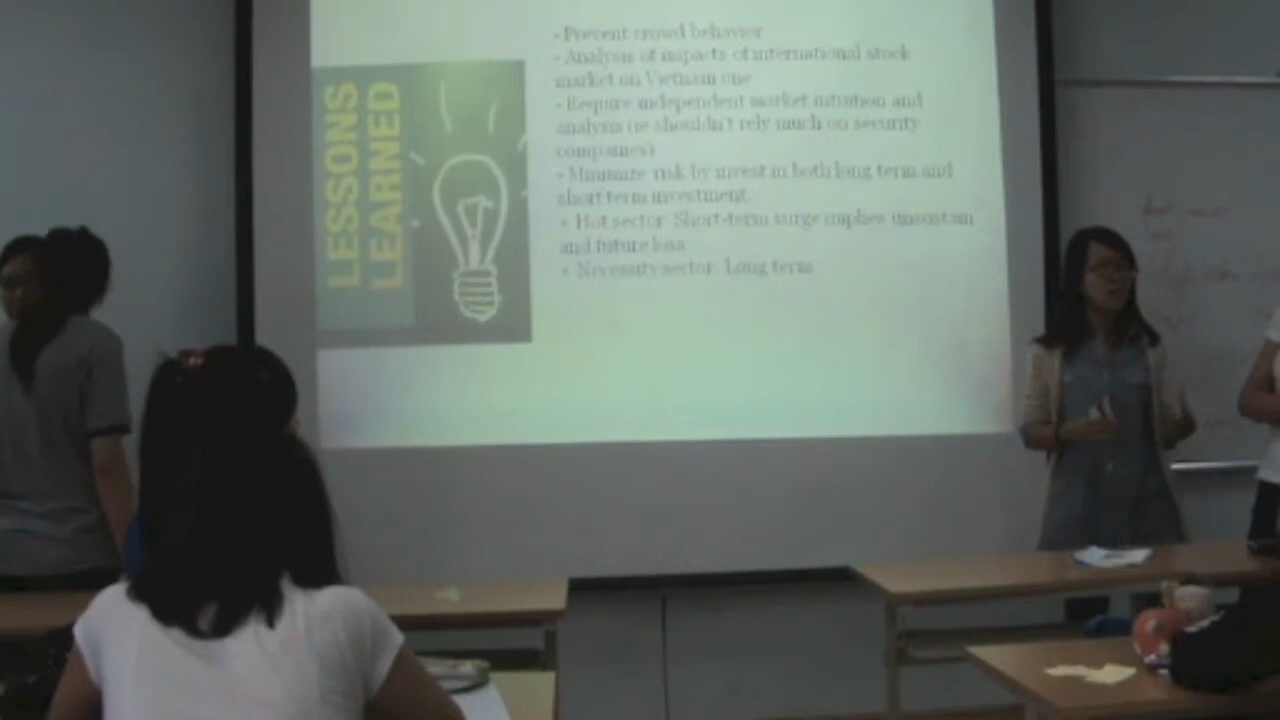 LESSONS
LEARNED
- Prevent crowd behavior
- Analysis of impacts of international stock
market on Vietnam one
- Require independent market intuition and
analysis (ie shouldn't rely much on security
companies)
- Minimize risk by invest in both long term and
short term investment.
+ Hot sector: Short-term surge implies unsustain
and future loss
+ Necessity sector: Long term